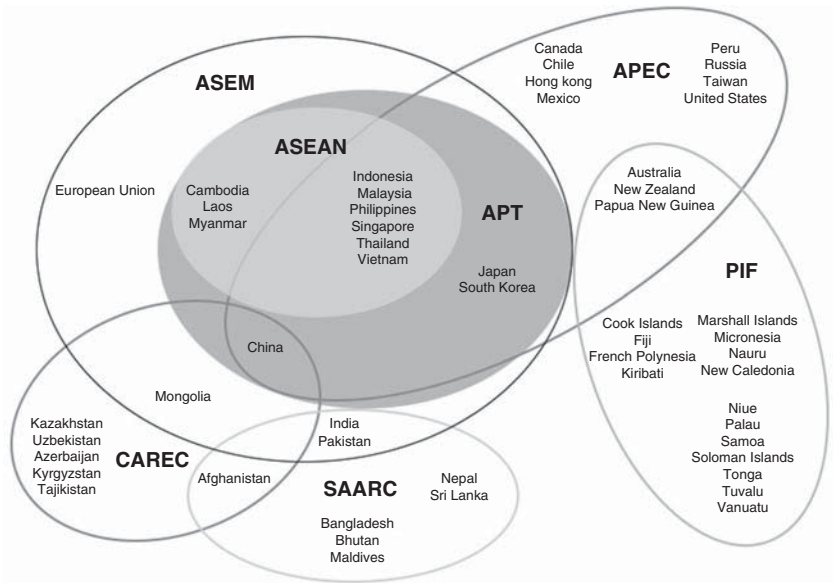 ASEM
ASEAN
European Union
Cambodia
Laos
Myanmar
Indonesia
Malaysia
Philippines
Singapore
Thailand
Vietnam
APT
Japan
South Korea
China
Canada
Chile
Hong kong
Mexico
APEC
Peru
Russia
Taiwan
United States
Australia
New Zealand
Papua New Guinea
PIF
Cook Islands
Fiji
French Polynesia
Kiribati
Marshall Islands
Micronesia
Nauru
New Caledonia
Niue
Palau
Samoa
Soloman Islands
Tonga
Tuvalu
Vanuatu
Mongolia
Kazakhstan
Uzbekistan
Azerbaijan
Kyrgyzstan
Tajikistan
CAREC
Afghanistan
India
Pakistan
SAARC
Nepal
Sri Lanka
Bangladesh
Bhutan
Maldives